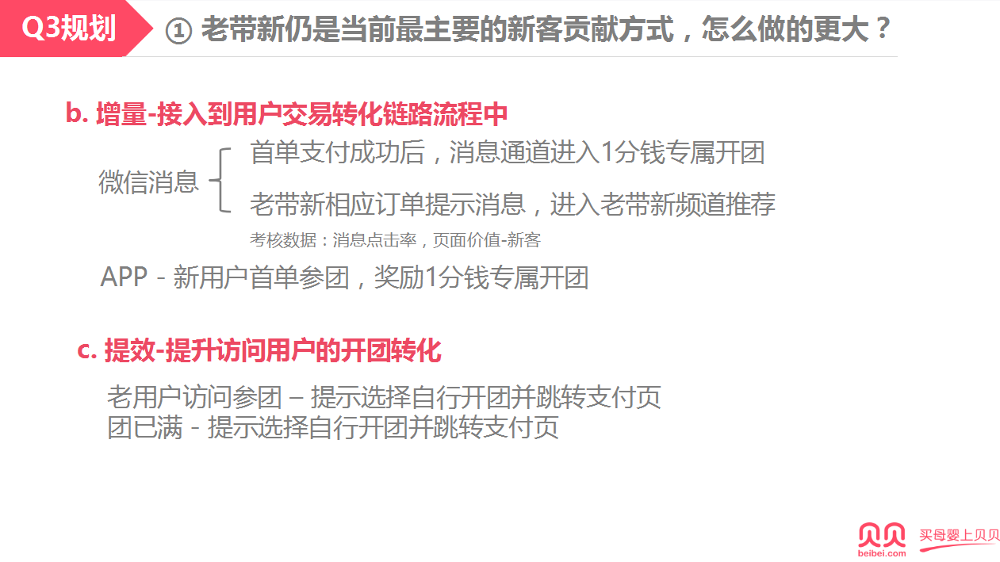 Q3规划
① 老带新仍是当前最主要的新客贡献方式，怎么做的更大？
b. 增量-接入到用户交易转化链路流程中
微信消息
首单支付成功后，消息通道进入1分钱专属开团
老带新相应订单提示消息，进入老带新频道推荐
考核数据：消息点击率，页面价值-新客
APP - 新用户首单参团，奖励1分钱专属开团
c. 提效-提升访问用户的开团转化
老用户访问参团 – 提示选择自行开团并跳转支付页
团已满 - 提示选择自行开团并跳转支付页
贝贝
beibei.com
买母婴上贝贝